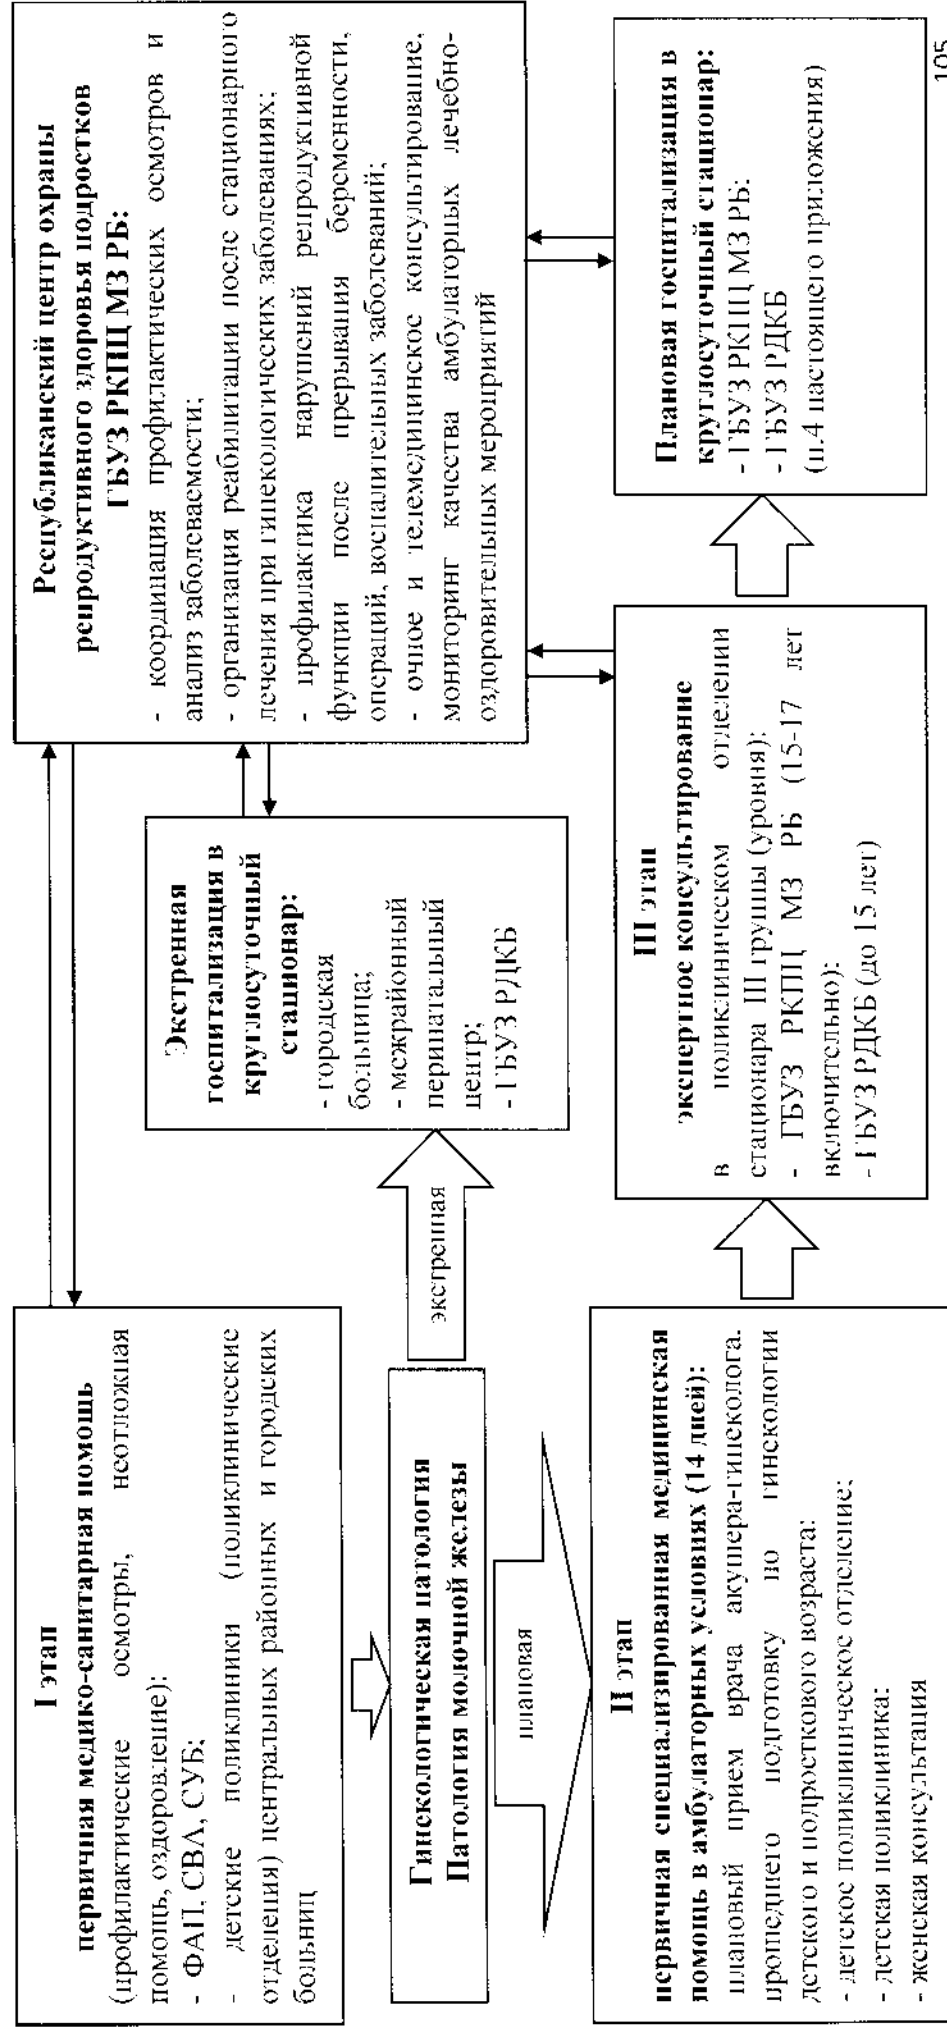 I этап
первичная медико-санитарная помощь
(профилактические осмотры, неотложная
помощь, оздоровление):
- ФАП, СВА, СУБ;
- детские поликлиники (поликлинические
отделения) центральных районных и городских
больниц
Гинекологическая патология
Патология молочной железы
экстренная
плановая
Экстренная
госпитализация в
круглосуточный
стационар:
- городская
больница;
- межрайонный
перинатальный
центр;
- ГБУЗ РДКБ
Республиканский центр охраны
репродуктивного здоровья подростков
ГБУЗ РКПЦ МЗ РБ:
- координация профилактических осмотров и
анализ заболеваемости;
- организация реабилитации после стационарного
лечения при гинекологических заболеваниях;
- профилактика нарушений репродуктивной
функции после прерывания беременности,
операций, воспалительных заболеваний;
- очное и телемедицинское консультирование,
мониторинг качества амбулаторных лечебно-
оздоровительных мероприятий
II этап
первичная специализированная медицинская
помощь в амбулаторных условиях (14 дней):
плановый прием врача акушера-гинеколога,
прошедшего подготовку по гинекологии
детского и подросткового возраста:
- детское поликлиническое отделение;
- детская поликлиника;
- женская консультация
III этап
экспертное консультирование
в поликлиническом отделении
стационара III группы (уровня):
- ГБУЗ РКПЦ МЗ РБ (15-17 лет
включительно);
- ГБУЗ РДКБ (до 15 лет)
Плановая госпитализация в
круглосуточный стационар:
- ГБУЗ РКПЦ МЗ РБ;
- ГБУЗ РДКБ
(п.4 настоящего приложения)
105